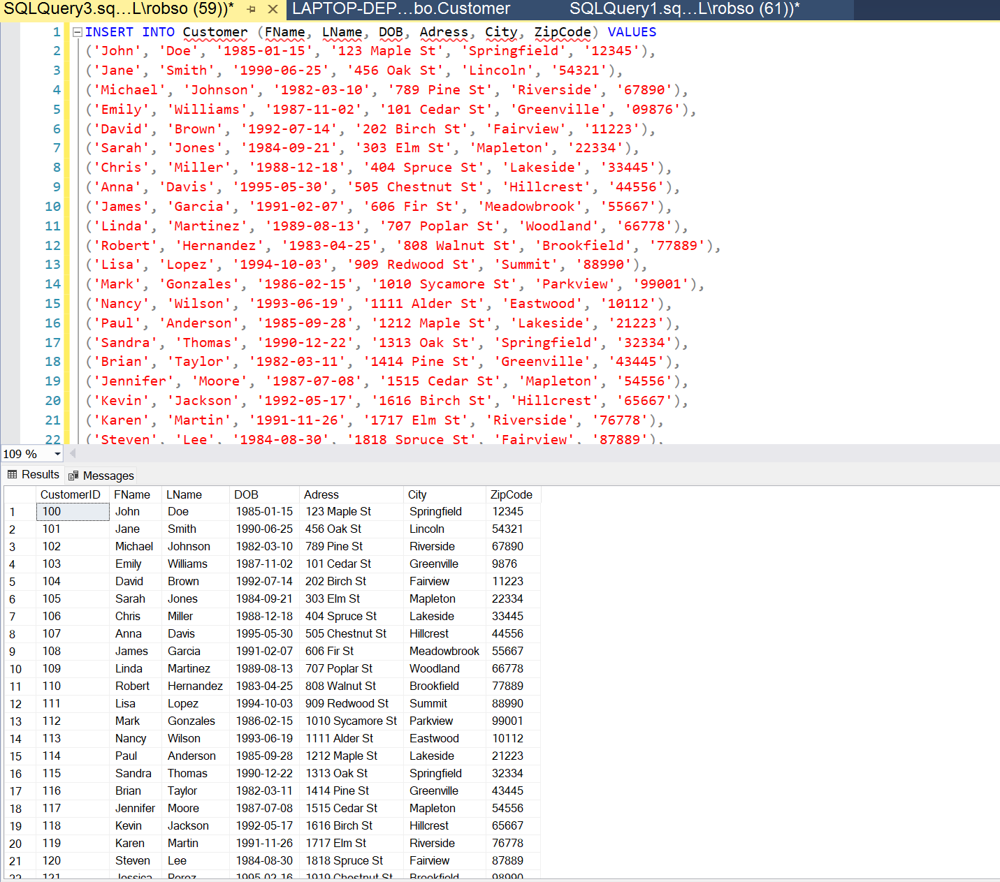 SQLQuery3.sq...L\robso (59))* LAPTOP-DEP...bo.Customer SQLQuery1.sq...L\robso (61))*
1 INSERT INTO Customer (FName, LName, DOB, Adress, City, ZipCode) VALUES
2 ('John', 'Doe', '1985-01-15', '123 Maple St', 'Springfield', '12345'),
3 ('Jane', 'Smith', '1990-06-25', '456 Oak St', 'Lincoln', '54321'),
4 ('Michael', 'Johnson', '1982-03-10', '789 Pine St', 'Riverside', '67890'),
5 ('Emily', 'Williams', '1987-11-02', '101 Cedar St', 'Greenville', '09876'),
6 ('David', 'Brown', '1992-07-14', '202 Birch St', 'Fairview', '11223'),
7 ('Sarah', 'Jones', '1984-09-21', '303 Elm St', 'Mapleton', '22334'),
8 ('Chris', 'Miller', '1988-12-18', '404 Spruce St', 'Lakeside', '33445'),
9 ('Anna', 'Davis', '1995-05-30', '505 Chestnut St', 'Hillcrest', '44556'),
10 ('James', 'Garcia', '1991-02-07', '606 Fir St', 'Meadowbrook', '55667'),
11 ('Linda', 'Martinez', '1989-08-13', '707 Poplar St', 'Woodland', '66778'),
12 ('Robert', 'Hernandez', '1983-04-25', '808 Walnut St', 'Brookfield', '77889'),
13 ('Lisa', 'Lopez', '1994-10-03', '909 Redwood St', 'Summit', '88990'),
14 ('Mark', 'Gonzales', '1986-02-15', '1010 Sycamore St', 'Parkview', '99001'),
15 ('Nancy', 'Wilson', '1993-06-19', '1111 Alder St', 'Eastwood', '10112'),
16 ('Paul', 'Anderson', '1985-09-28', '1212 Maple St', 'Lakeside', '21223'),
17 ('Sandra', 'Thomas', '1990-12-22', '1313 Oak St', 'Springfield', '32334'),
18 ('Brian', 'Taylor', '1982-03-11', '1414 Pine St', 'Greenville', '43445'),
19 ('Jennifer', 'Moore', '1987-07-08', '1515 Cedar St', 'Mapleton', '54556'),
20 ('Kevin', 'Jackson', '1992-05-17', '1616 Birch St', 'Hillcrest', '65667'),
21 ('Karen', 'Martin', '1991-11-26', '1717 Elm St', 'Riverside', '76778'),
22 ('Steven', 'Lee', '1984-08-30', '1818 Spruce St', 'Fairview', '87889'),
109 %
Results Messages
CustomerID FName LName DOB Adress City ZipCode
1 100 John Doe 1985-01-15 123 Maple St Springfield 12345
2 101 Jane Smith 1990-06-25 456 Oak St Lincoln 54321
3 102 Michael Johnson 1982-03-10 789 Pine St Riverside 67890
4 103 Emily Williams 1987-11-02 101 Cedar St Greenville 9876
5 104 David Brown 1992-07-14 202 Birch St Fairview 11223
6 105 Sarah Jones 1984-09-21 303 Elm St Mapleton 22334
7 106 Chris Miller 1988-12-18 404 Spruce St Lakeside 33445
8 107 Anna Davis 1995-05-30 505 Chestnut St Hillcrest 44556
9 108 James Garcia 1991-02-07 606 Fir St Meadowbrook 55667
10 109 Linda Martinez 1989-08-13 707 Poplar St Woodland 66778
11 110 Robert Hernandez 1983-04-25 808 Walnut St Brookfield 77889
12 111 Lisa Lopez 1994-10-03 909 Redwood St Summit 88990
13 112 Mark Gonzales 1986-02-15 1010 Sycamore St Parkview 99001
14 113 Nancy Wilson 1993-06-19 1111 Alder St Eastwood 10112
15 114 Paul Anderson 1985-09-28 1212 Maple St Lakeside 21223
16 115 Sandra Thomas 1990-12-22 1313 Oak St Springfield 32334
17 116 Brian Taylor 1982-03-11 1414 Pine St Greenville 43445
18 117 Jennifer Moore 1987-07-08 1515 Cedar St Mapleton 54556
19 118 Kevin Jackson 1992-05-17 1616 Birch St Hillcrest 65667
20 119 Karen Martin 1991-11-26 1717 Elm St Riverside 76778
21 120 Steven Lee 1984-08-30 1818 Spruce St Fairview 87889
22 121 Jessica Perez 1995-02-16 1919 Chestnut St Brookfield 98990